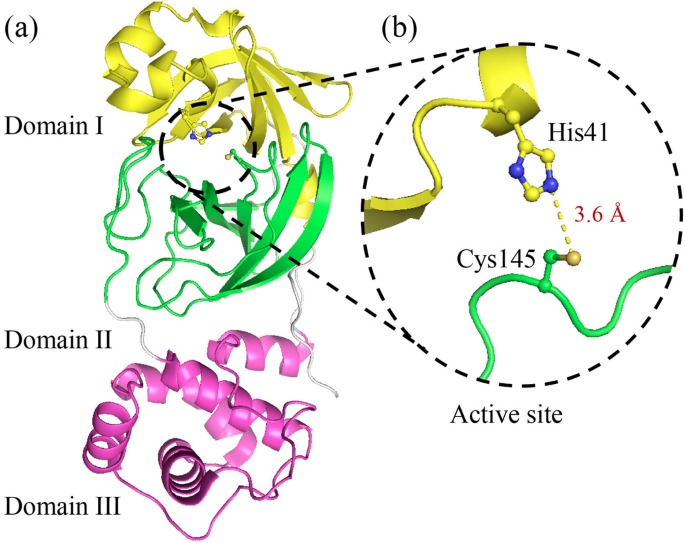 (a)
(b)
Domain I
His41
3.6 Å
Cys145
Domain II
Active site
Domain III